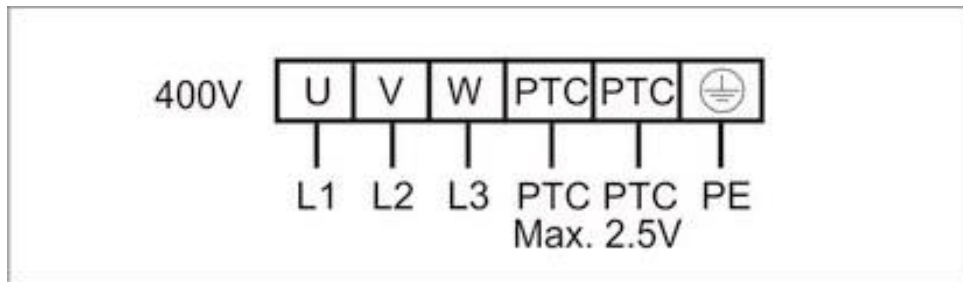 400V U V W PTC PTC
L1 L2 L3 PTC PTC PE
Max. 2.5V